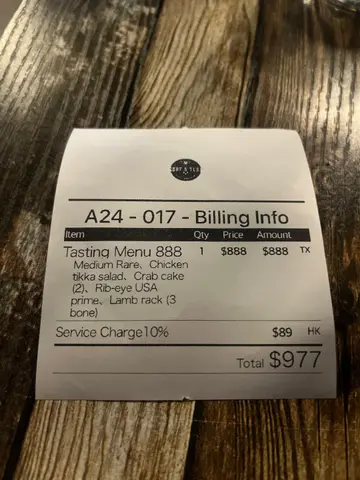 A24 - 017 - Billing Info
Item Qty Price Amount
Tasting Menu 888 1 $888 $888 TX
Medium Rare、Chicken
tikka salad、Crab cake
(2)、Rib-eye USA
prime、Lamb rack (3
bone)
Service Charge10% $89 HK
Total $977